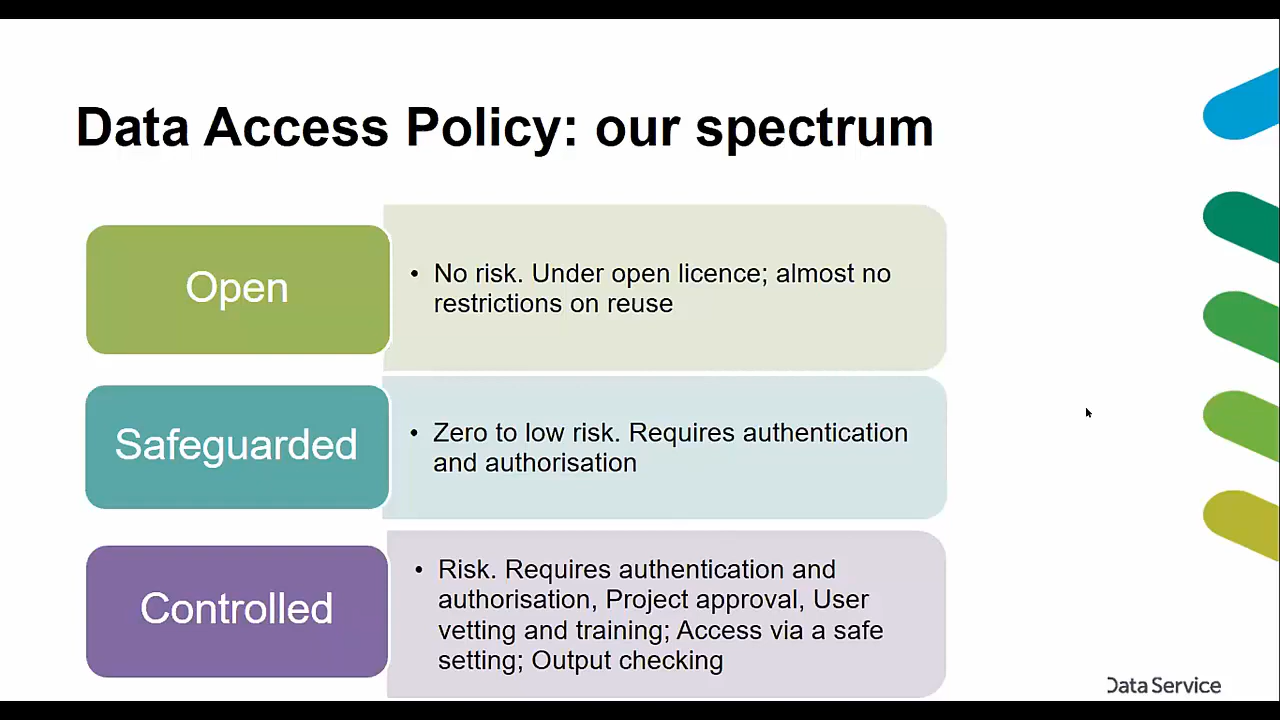 Data Access Policy: our spectrum
Open
• No risk. Under open licence; almost no
restrictions on reuse
Safeguarded
• Zero to low risk. Requires authentication
and authorisation
Controlled
• Risk. Requires authentication and
authorisation, Project approval, User
vetting and training; Access via a safe
setting; Output checking
Data Service